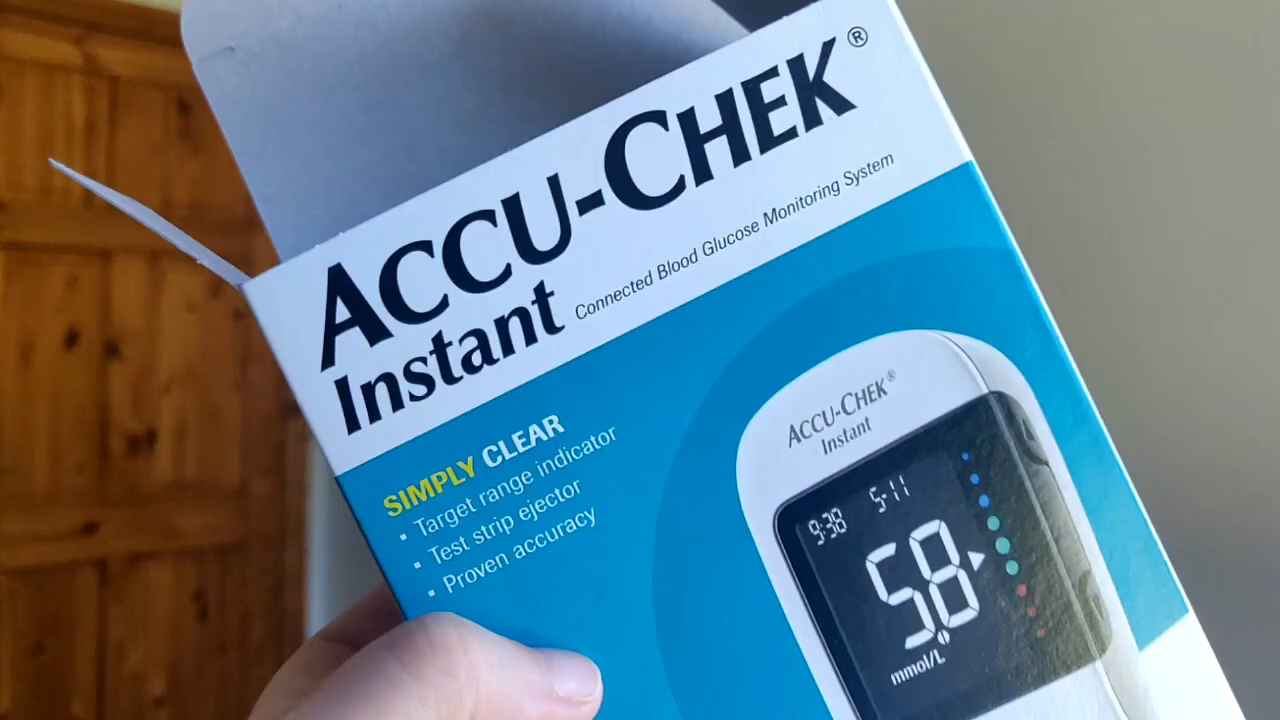 ACCU-CHEK®
Instant Connected Blood Glucose Monitoring System
SIMPLY CLEAR
• Target range indicator
• Test strip ejector
• Proven accuracy
ACCU-CHEK®
Instant
9:38 5-11
5.8
mmol/L